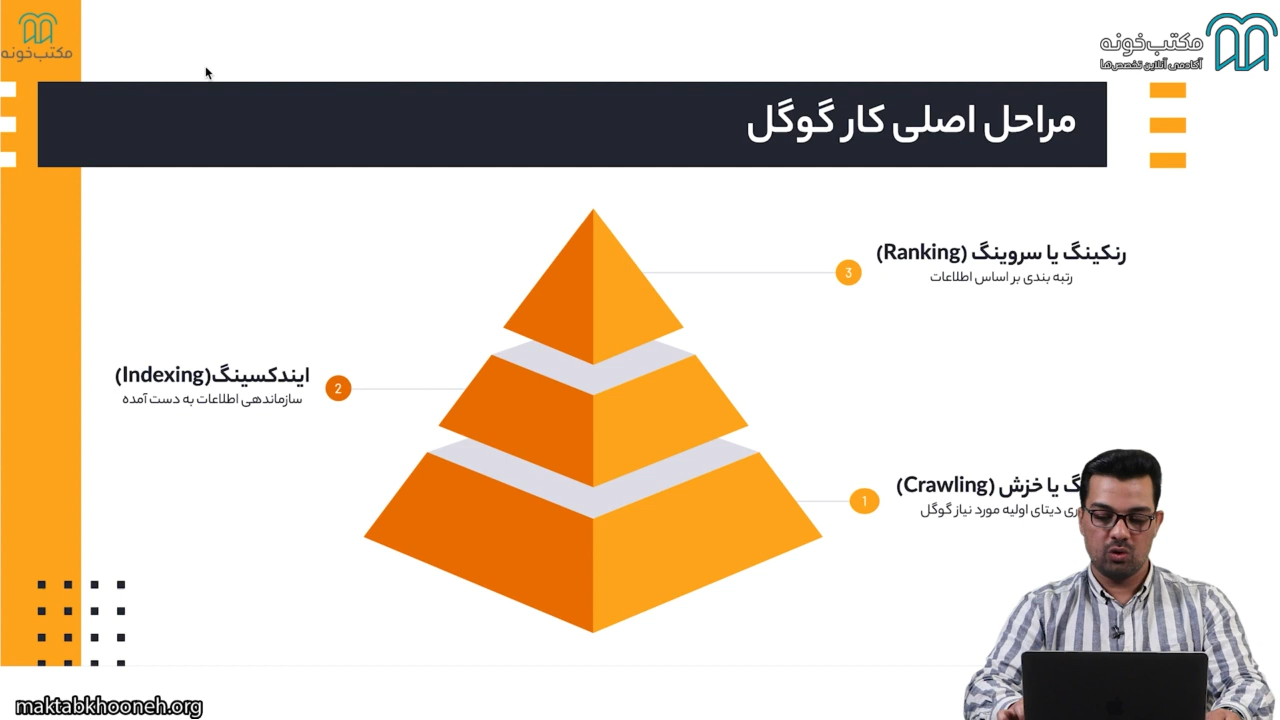 مکتب‌خونه
مکتب‌خونه
آکادمی آنلاین تخصص‌ها
مراحل اصلی کار گوگل
رنکینگ یا سروینگ (Ranking)
رتبه بندی بر اساس اطلاعات
3
ایندکسینگ(Indexing)
سازماندهی اطلاعات به دست آمده
2
یا خزش (Crawling)
دیتای اولیه مورد نیاز گوگل
1
maktabkhooneh.org